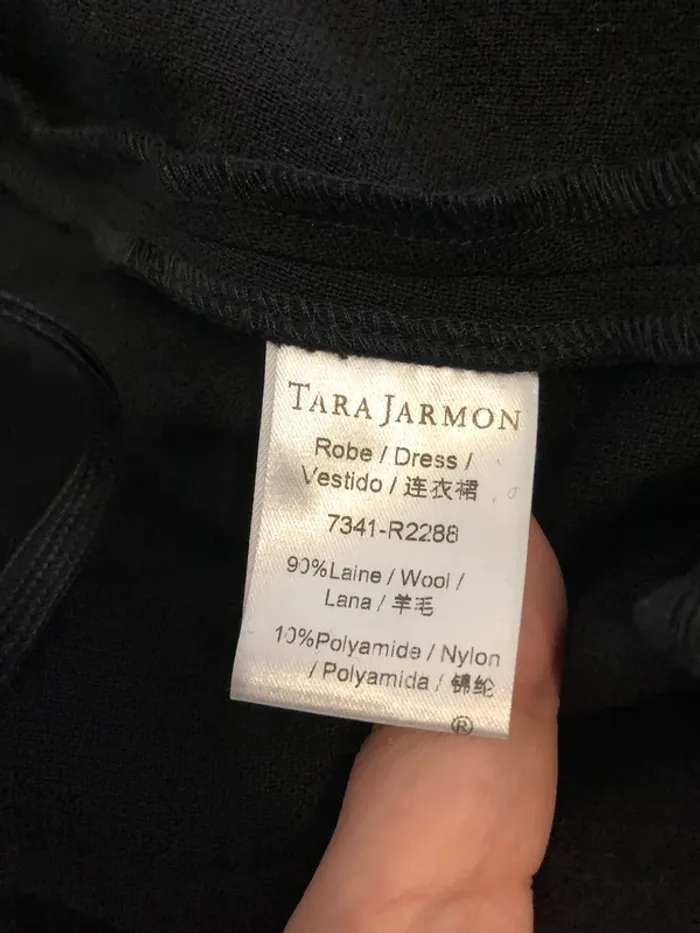 TARA JARMON
Robe / Dress /
Vestido / 连衣裙
7341-R2288
90%Laine / Wool /
Lana / 羊毛
10%Polyamide / Nylon
/ Polyamida / 锦纶
®